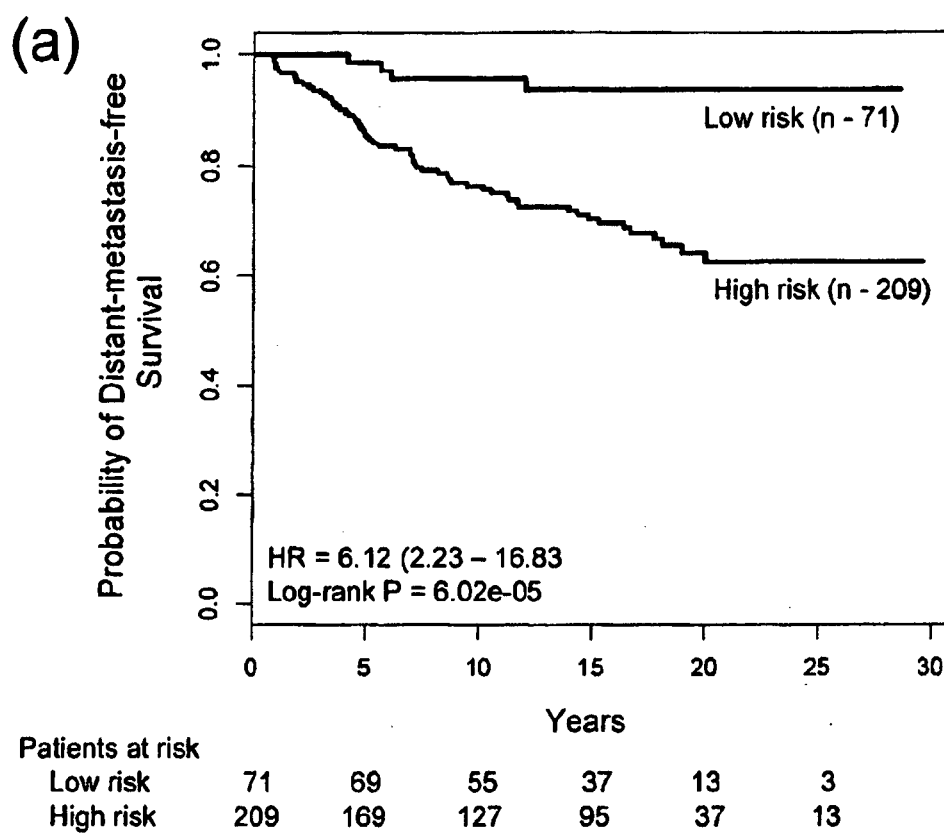 (a)
Probability of Distant-metastasis-free
Survival
1.0
0.8
0.6
0.4
0.2
0.0
Low risk (n - 71)
High risk (n - 209)
HR = 6.12 (2.23 – 16.83
Log-rank P = 6.02e-05
0 5 10 15 20 25 30
Years
Patients at risk
Low risk 71 69 55 37 13 3
High risk 209 169 127 95 37 13